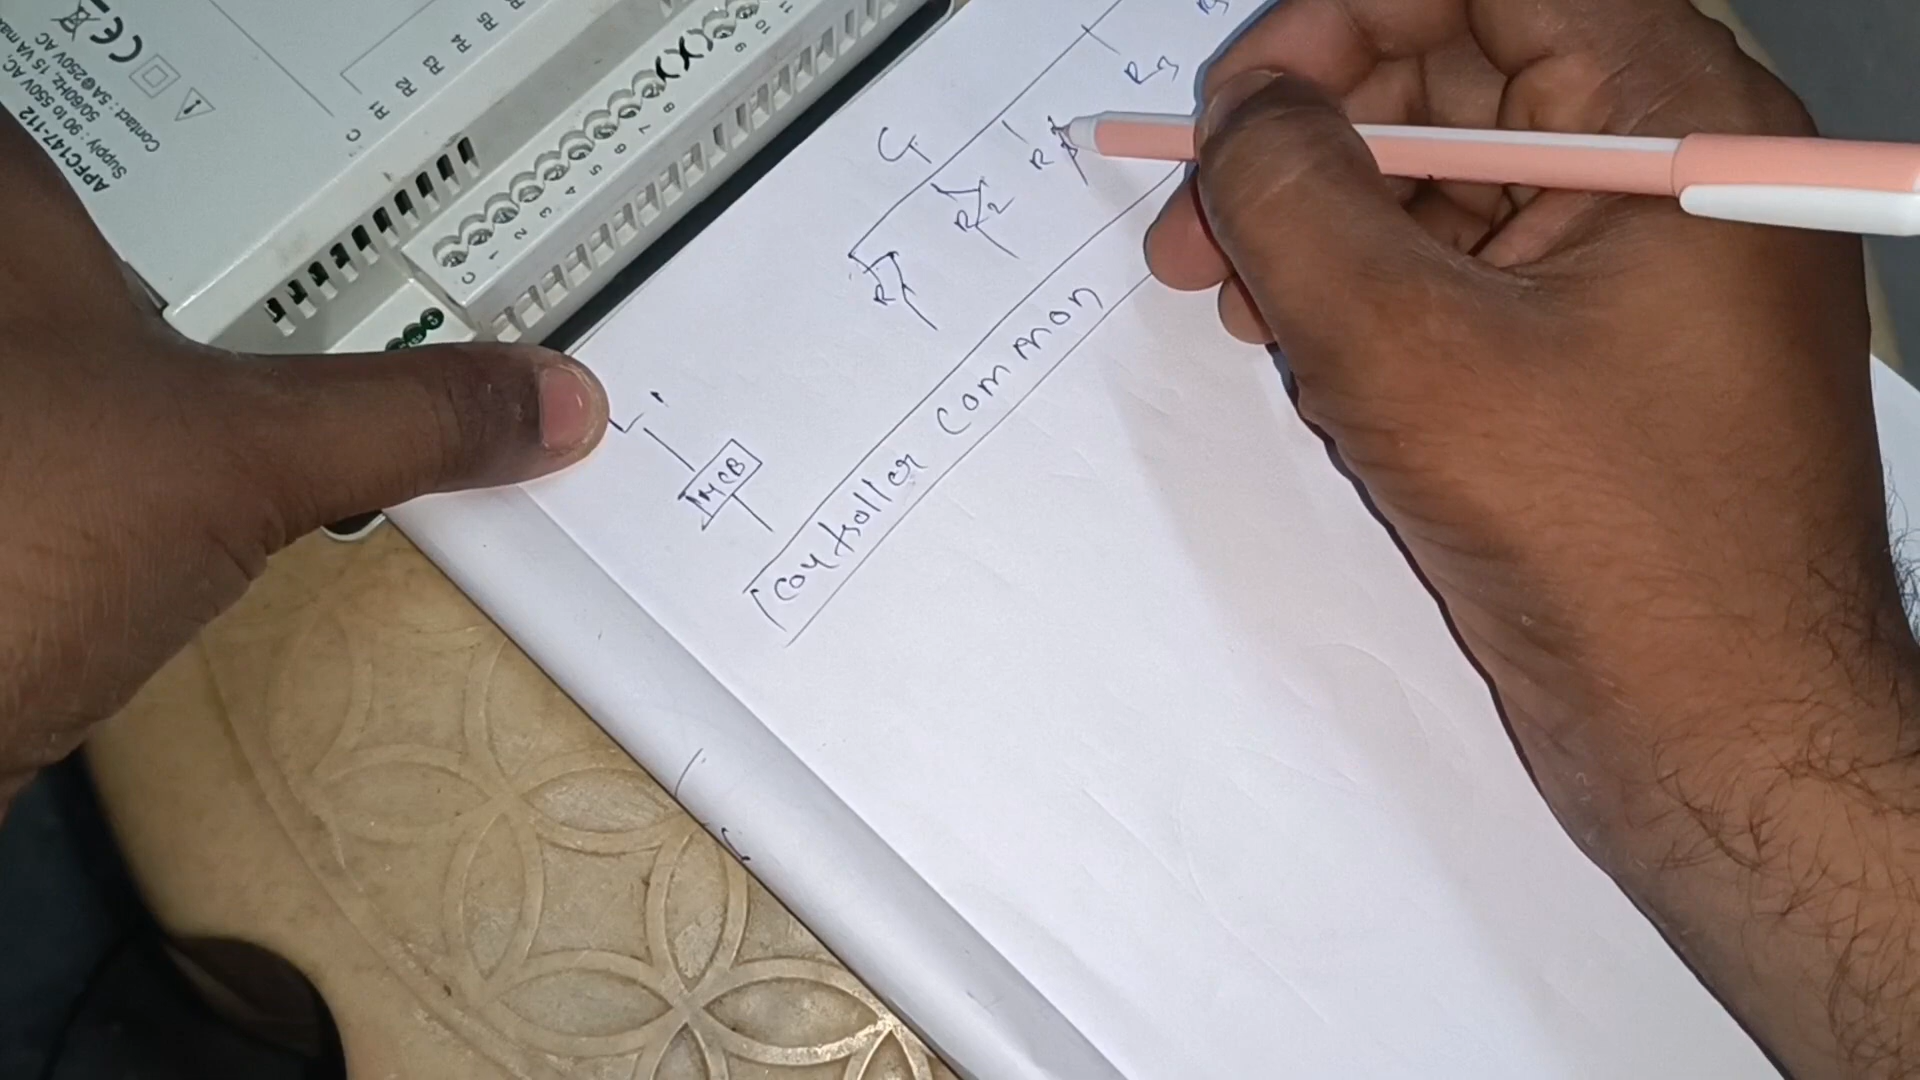 APFC147-112
Supply : 90 to 550V AC,
50/60Hz, 15 VA max
Contact : 5A@250V AC
CE
C R1 R2 R3 R4 R5
C 1 2 3 4 5 6 7 8 9 10 11
R1
R2
R3
MCB
Controller Common